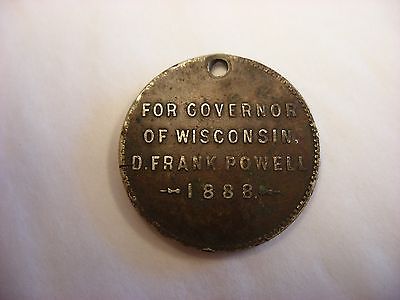 FOR GOVERNOR
OF WISCONSIN.
D. FRANK POWELL
1888.